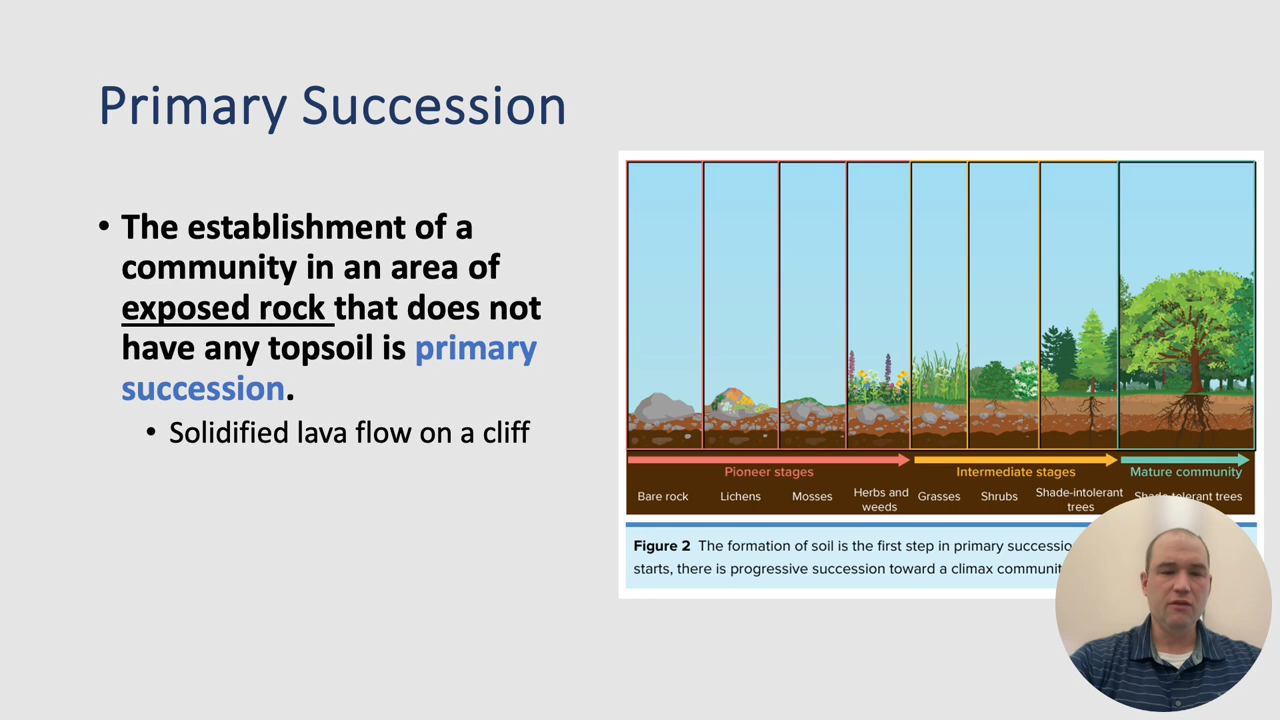 Primary Succession
• The establishment of a
community in an area of
exposed rock that does not
have any topsoil is primary
succession.
• Solidified lava flow on a cliff
Pioneer stages
Intermediate stages
Mature community
Bare rock
Lichens
Mosses
Herbs and
weeds
Grasses
Shrubs
Shade-intolerant
trees
Shade-tolerant trees
Figure 2 The formation of soil is the first step in primary
starts, there is progressive succession toward a climax